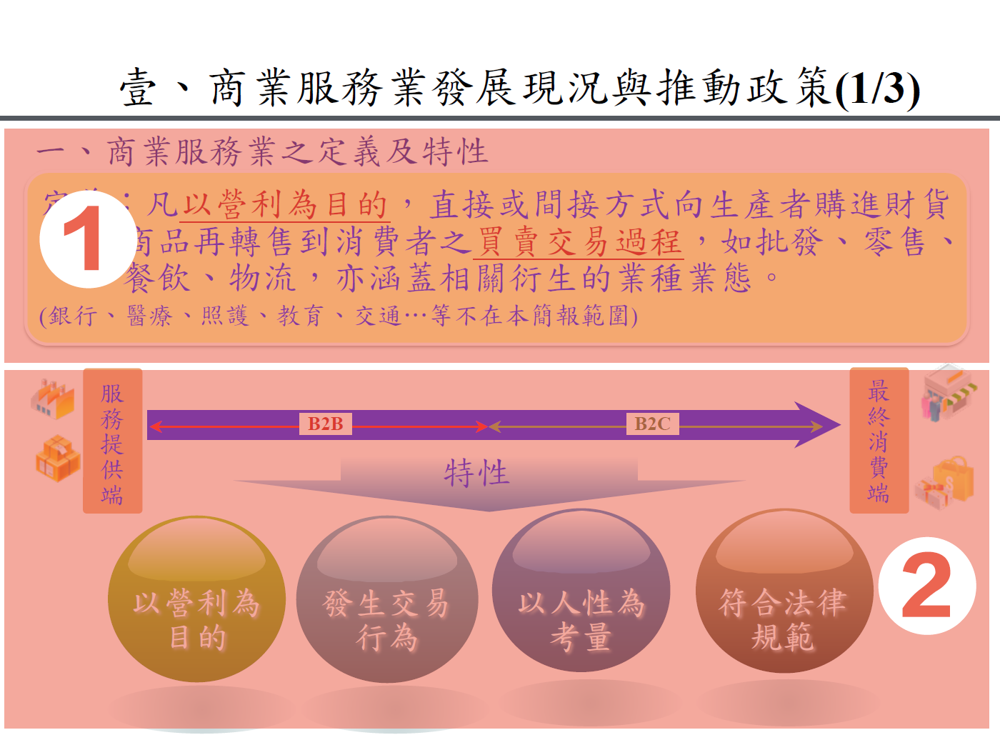 壹、商業服務業發展現況與推動政策(1/3)
一、商業服務業之定義及特性
：凡以營利為目的，直接或間接方式向生產者購進財貨
商品再轉售到消費者之買賣交易過程，如批發、零售、
餐飲、物流，亦涵蓋相關衍生的業種業態。
(銀行、醫療、照護、教育、交通…等不在本簡報範圍)
1
服務提供端
B2B
B2C
最終消費端
特性
以營利為
目的
發生交易
行為
以人性為
考量
符合法律
規範
2